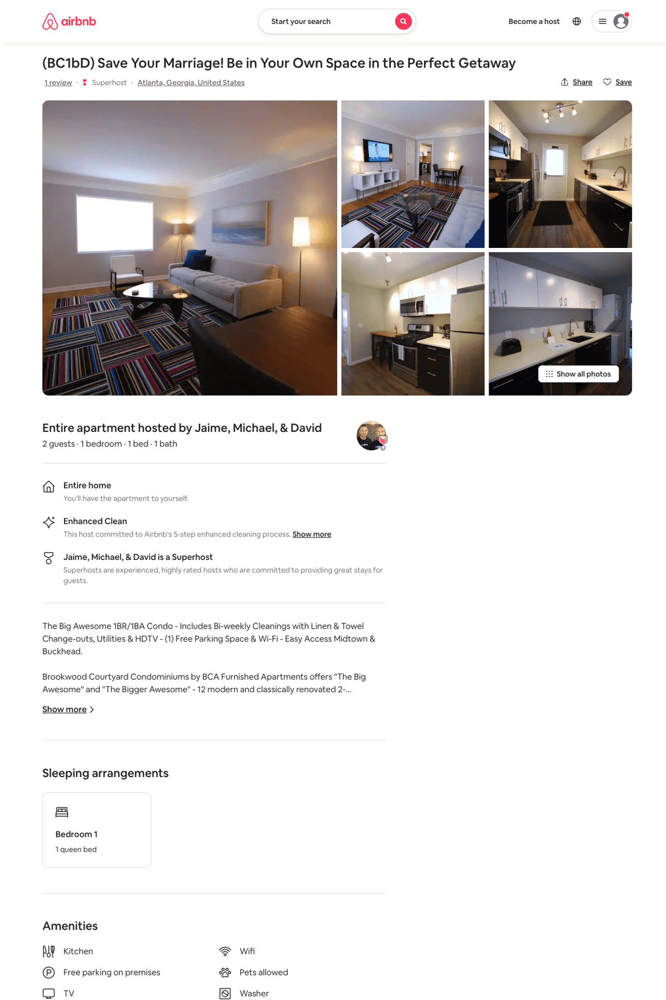 airbnb
Start your search
Become a host
(BC1bD) Save Your Marriage! Be in Your Own Space in the Perfect Getaway
1 review · Superhost · Atlanta, Georgia, United States
Share
Save
Show all photos
Entire apartment hosted by Jaime, Michael, & David
2 guests · 1 bedroom · 1 bed · 1 bath
Entire home
You'll have the apartment to yourself.
Enhanced Clean
This host committed to Airbnb's 5-step enhanced cleaning process. Show more
Jaime, Michael, & David is a Superhost
Superhosts are experienced, highly rated hosts who are committed to providing great stays for
guests.
The Big Awesome 1BR/1BA Condo - Includes Bi-weekly Cleanings with Linen & Towel
Change-outs, Utilities & HDTV - (1) Free Parking Space & Wi-Fi - Easy Access Midtown &
Buckhead.
Brookwood Courtyard Condominiums by BCA Furnished Apartments offers "The Big
Awesome" and "The Bigger Awesome" - 12 modern and classically renovated 2-...
Show more
Sleeping arrangements
Bedroom 1
1 queen bed
Amenities
Kitchen
Wifi
Free parking on premises
Pets allowed
TV
Washer